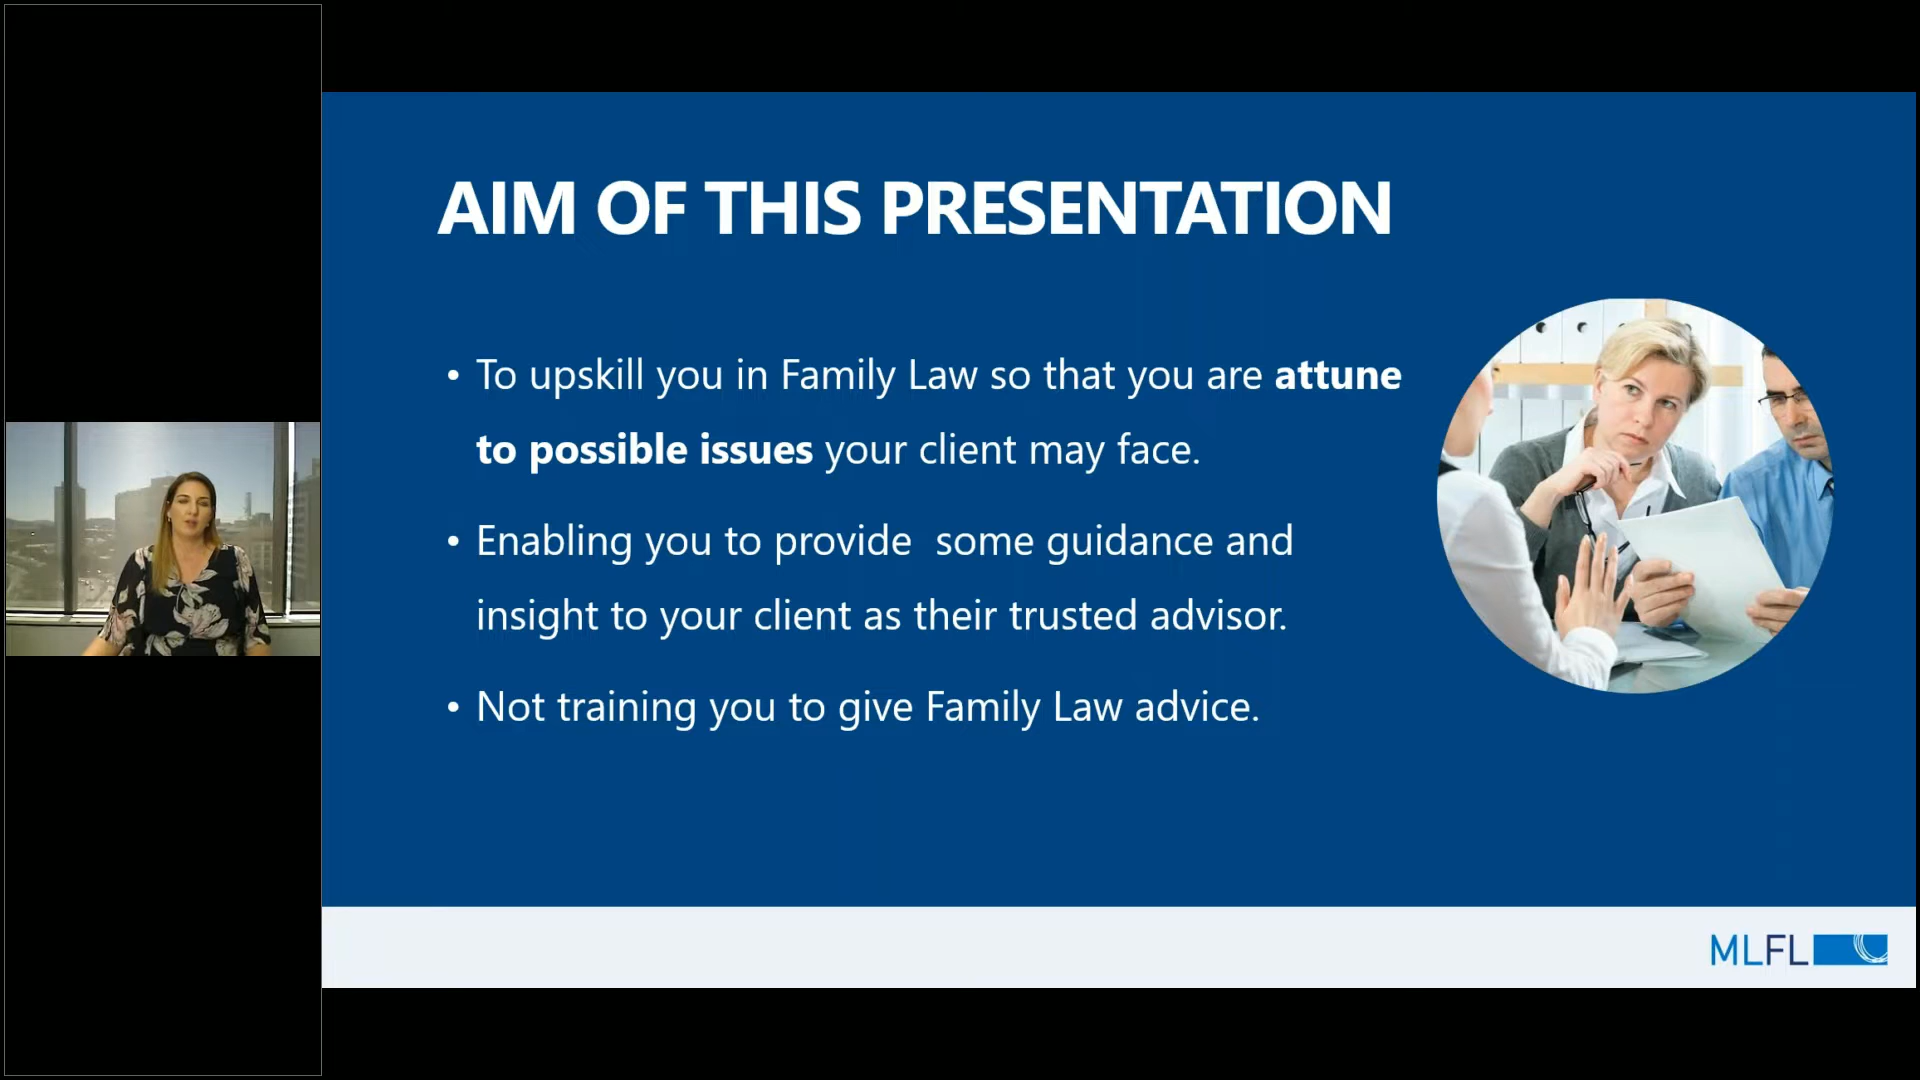 AIM OF THIS PRESENTATION
• To upskill you in Family Law so that you are attune
to possible issues your client may face.
• Enabling you to provide  some guidance and
insight to your client as their trusted advisor.
• Not training you to give Family Law advice.
MLFL